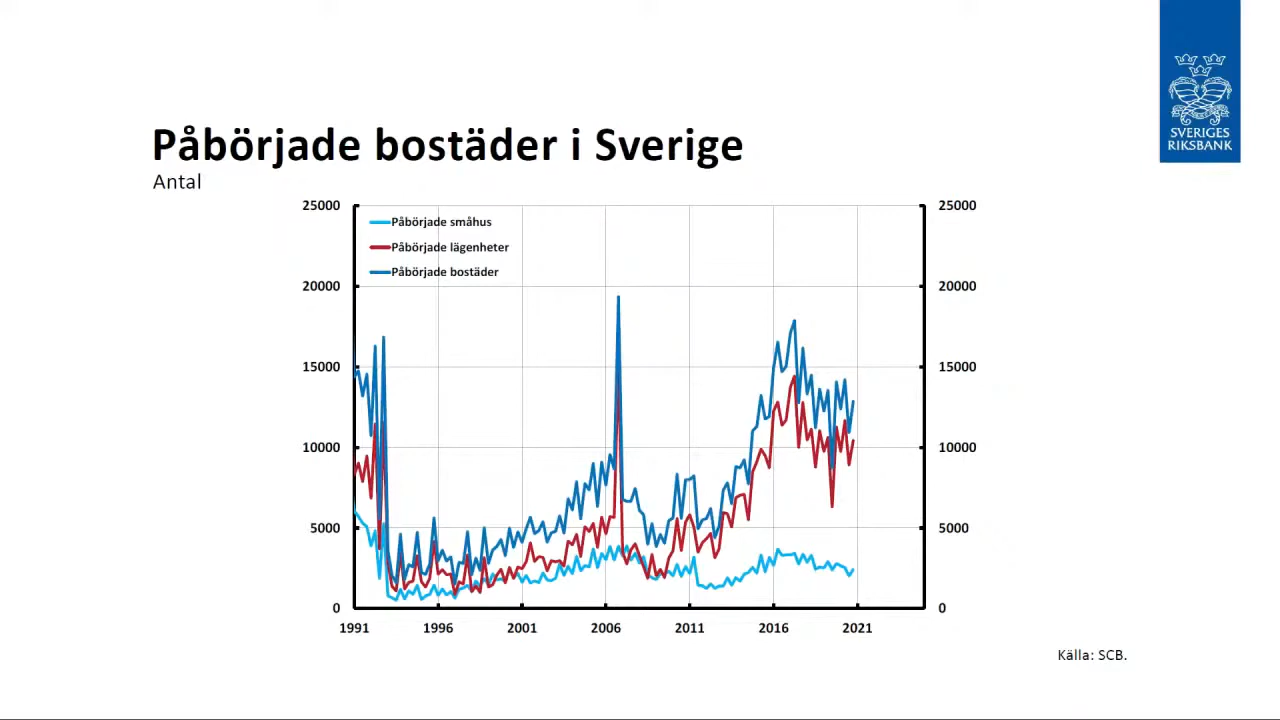 SVERIGES
RIKSBANK
Påbörjade bostäder i Sverige
Antal
25000
20000
15000
10000
5000
0
Påbörjade småhus
Påbörjade lägenheter
Påbörjade bostäder
25000
20000
15000
10000
5000
0
1991 1996 2001 2006 2011 2016 2021
Källa: SCB.